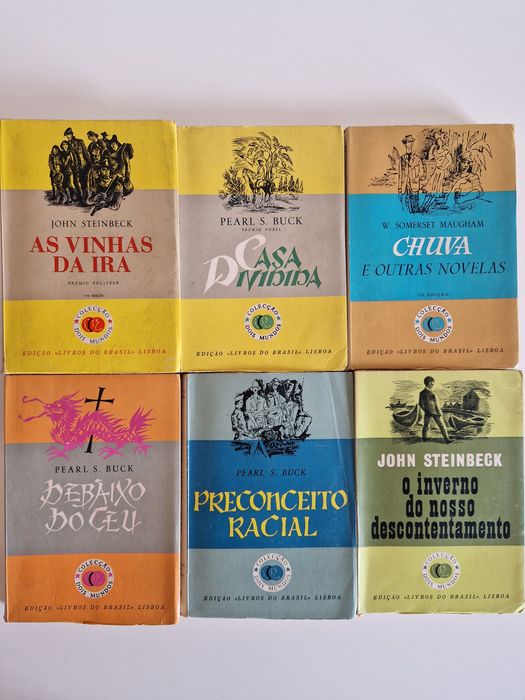 JOHN STEINBECK
AS VINHAS
DA IRA
PRÉMIO PULITZER
COLECÇÃO
DOIS MUNDOS
EDIÇÃO «LIVROS DO BRASIL» LISBOA
PEARL S. BUCK
PRÉMIO NOBEL
CASA
DIVIDIDA
COLECÇÃO
DOIS MUNDOS
EDIÇÃO «LIVROS DO BRASIL» LISBOA
W. SOMERSET MAUGHAM
CHUVA
E OUTRAS NOVELAS
EDIÇÃO
COLECÇÃO
DOIS MUNDOS
EDIÇÃO «LIVROS DO BRASIL» LISBOA
PEARL S. BUCK
DEBAIXO
DO CÉU
COLECÇÃO
DOIS MUNDOS
EDIÇÃO «LIVROS DO BRASIL» LISBOA
PEARL S. BUCK
PRECONCEITO
RACIAL
COLECÇÃO
DOIS MUNDOS
EDIÇÃO «LIVROS DO BRASIL» LISBOA
JOHN STEINBECK
o inverno
do nosso
descontentamento
COLECÇÃO
DOIS MUNDOS
EDIÇÃO «LIVROS DO BRASIL» LISBOA